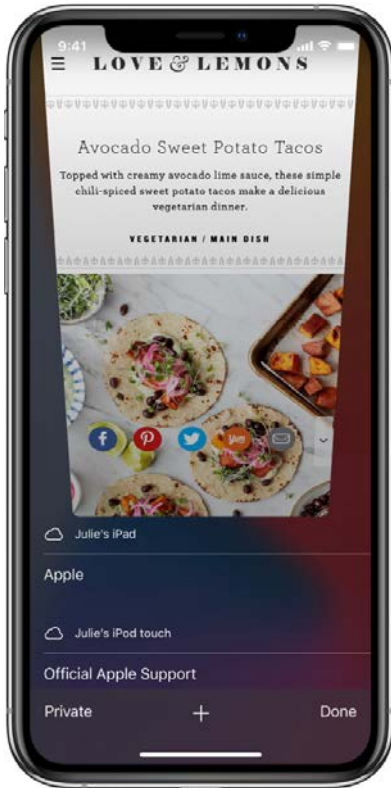 9:41
LOVE & LEMONS
Avocado Sweet Potato Tacos
Topped with creamy avocado lime sauce, these simple
chili-spiced sweet potato tacos make a delicious
vegetarian dinner.
VEGETARIAN / MAIN DISH
Yum
Julie's iPad
Apple
Julie's iPod touch
Official Apple Support
Private
Done